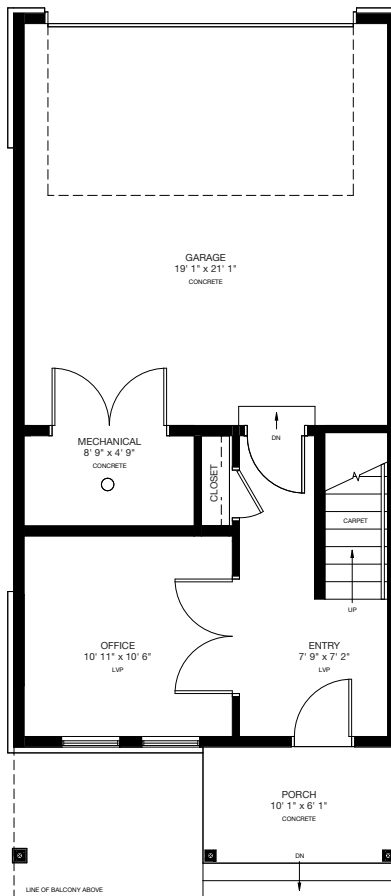 GARAGE
19' 1" x 21' 1"
CONCRETE
MECHANICAL
8' 9" x 4' 9"
CONCRETE
DN
CLOSET
CARPET
UP
OFFICE
10' 11" x 10' 6"
LVP
ENTRY
7' 9" x 7' 2"
LVP
PORCH
10' 1" x 6' 1"
CONCRETE
DN
LINE OF BALCONY ABOVE